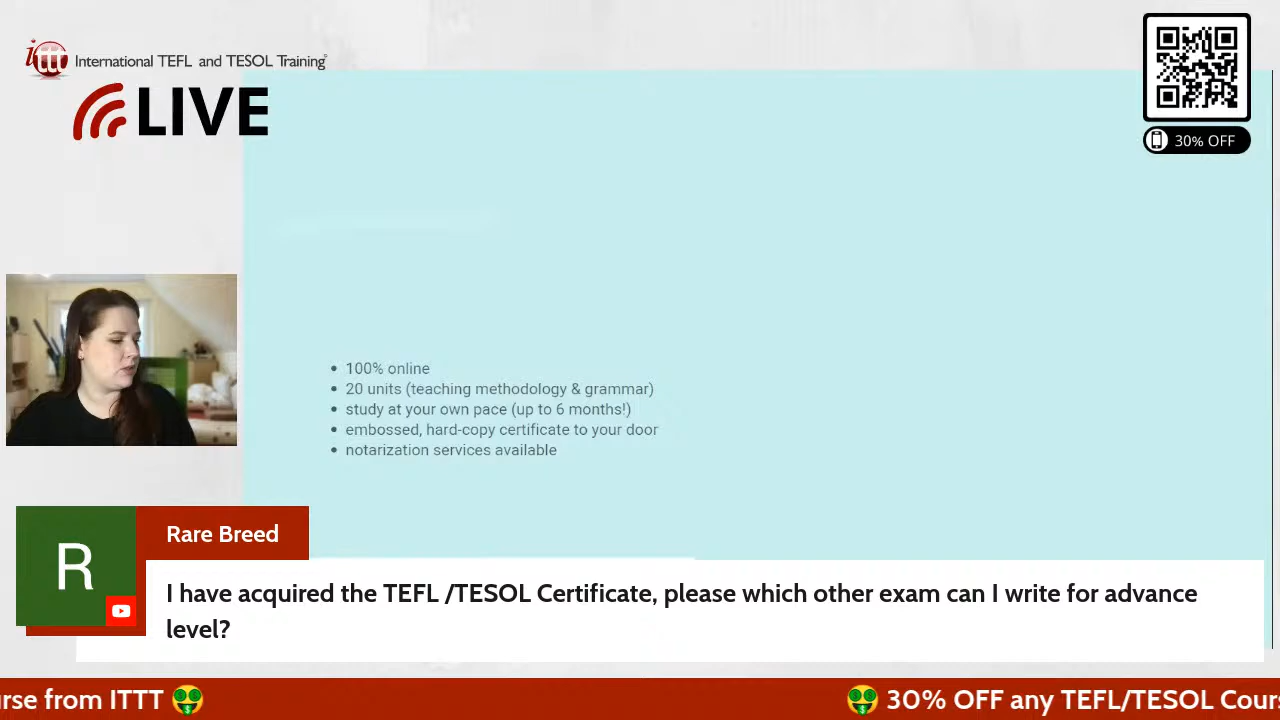 ittt International TEFL and TESOL Training
LIVE
30% OFF
100% online
20 units (teaching methodology & grammar)
study at your own pace (up to 6 months!)
embossed, hard-copy certificate to your door
notarization services available
R
Rare Breed
I have acquired the TEFL /TESOL Certificate, please which other exam can I write for advance
level?
urse from ITTT 🤑 🤑 30% OFF any TEFL/TESOL Cours